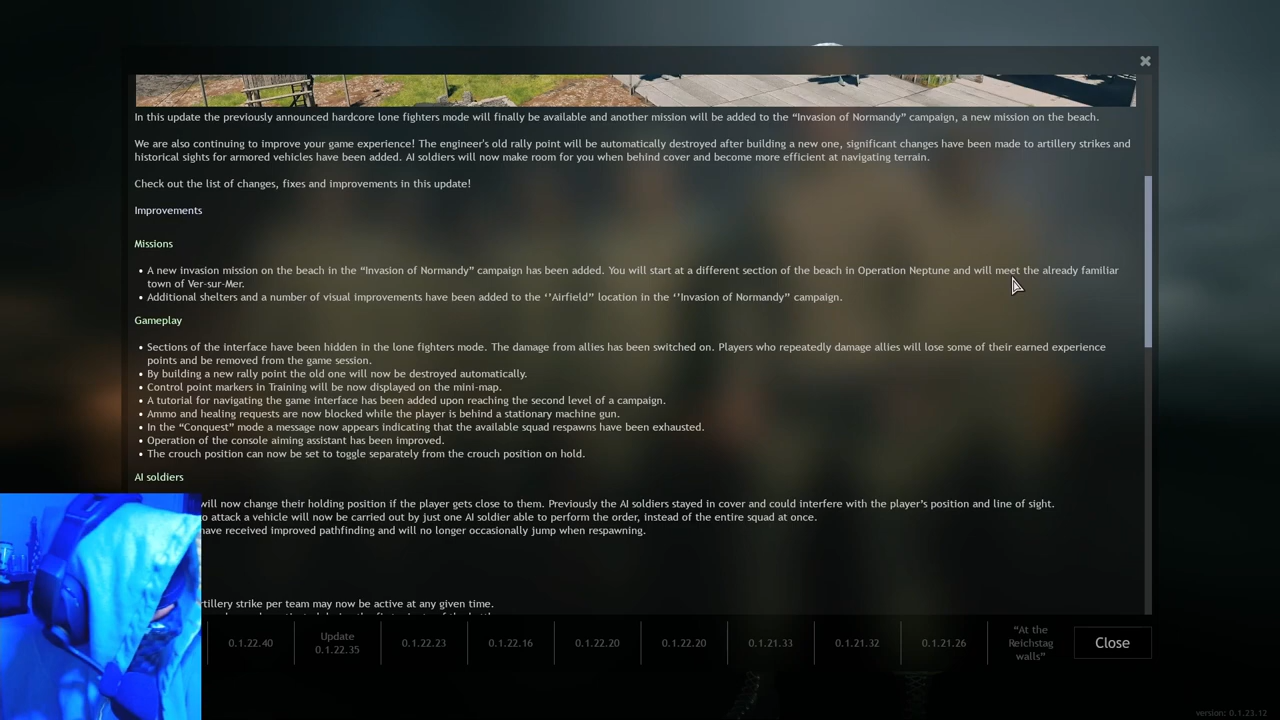 In this update the previously announced hardcore lone fighters mode will finally be available and another mission will be added to the “Invasion of Normandy” campaign, a new mission on the beach.
We are also continuing to improve your game experience! The engineer's old rally point will be automatically destroyed after building a new one, significant changes have been made to artillery strikes and
historical sights for armored vehicles have been added. AI soldiers will now make room for you when behind cover and become more efficient at navigating terrain.
Check out the list of changes, fixes and improvements in this update!
Improvements
Missions
• A new invasion mission on the beach in the “Invasion of Normandy” campaign has been added. You will start at a different section of the beach in Operation Neptune and will meet the already familiar
town of Ver-sur-Mer.
• Additional shelters and a number of visual improvements have been added to the ‘’Airfield” location in the ‘’Invasion of Normandy” campaign.
Gameplay
• Sections of the interface have been hidden in the lone fighters mode. The damage from allies has been switched on. Players who repeatedly damage allies will lose some of their earned experience
points and be removed from the game session.
• By building a new rally point the old one will now be destroyed automatically.
• Control point markers in Training will be now displayed on the mini-map.
• A tutorial for navigating the game interface has been added upon reaching the second level of a campaign.
• Ammo and healing requests are now blocked while the player is behind a stationary machine gun.
• In the “Conquest” mode a message now appears indicating that the available squad respawns have been exhausted.
• Operation of the console aiming assistant has been improved.
• The crouch position can now be set to toggle separately from the crouch position on hold.
AI soldiers
will now change their holding position if the player gets close to them. Previously the AI soldiers stayed in cover and could interfere with the player’s position and line of sight.
o attack a vehicle will now be carried out by just one AI soldier able to perform the order, instead of the entire squad at once.
have received improved pathfinding and will no longer occasionally jump when respawning.
rtillery strike per team may now be active at any given time.
0.1.22.40
Update
0.1.22.35
0.1.22.23
0.1.22.16
0.1.22.20
0.1.22.20
0.1.21.33
0.1.21.32
0.1.21.26
“At the
Reichstag
walls”
Close
version: 0.1.23.12